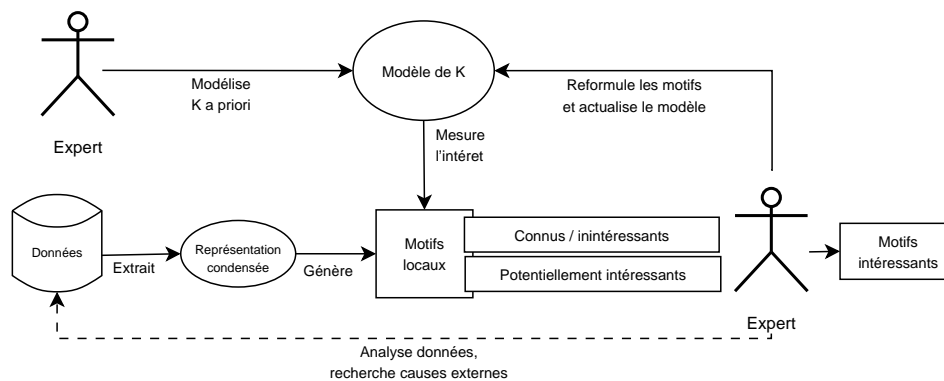 Modèle de K
Modélise
K a priori
Reformule les motifs
et actualise le modèle
Expert
Mesure
l'intéret
Données
Extrait
Représentation
condensée
Génère
Motifs
locaux
Connus / inintéressants
Potentiellement intéressants
Motifs
intéressants
Expert
Analyse données,
recherche causes externes